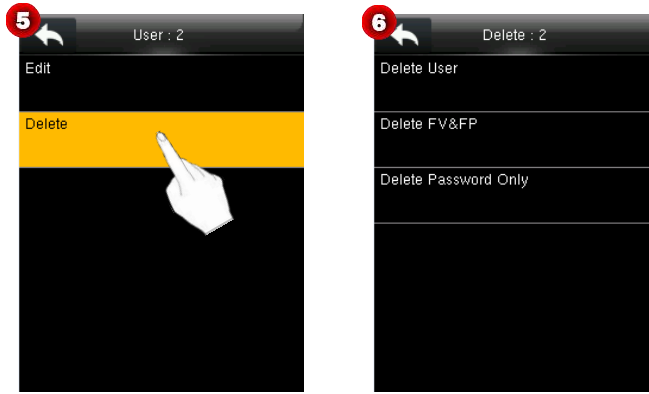 5
User : 2
Edit
Delete
6
Delete : 2
Delete User
Delete FV&FP
Delete Password Only